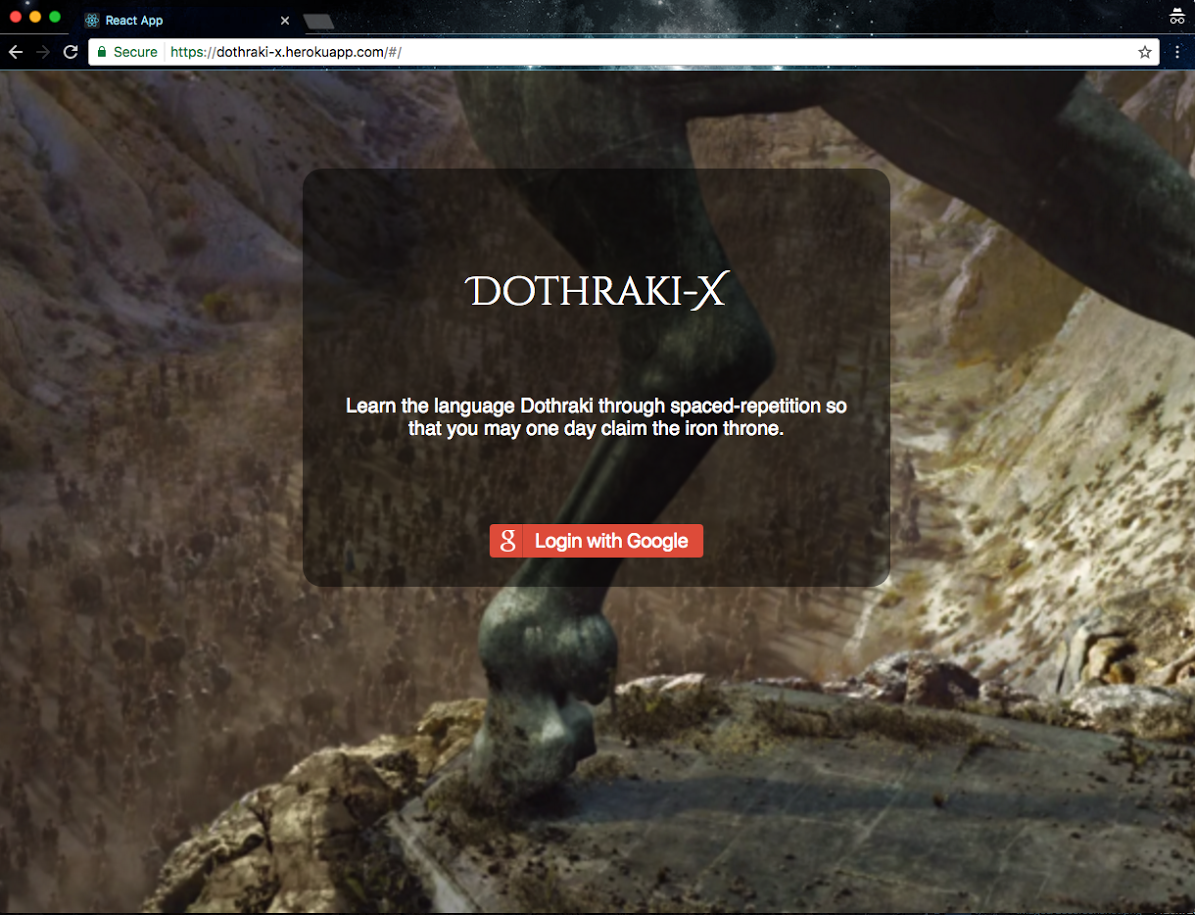 React App
Secure https://dothraki-x.herokuapp.com/#/
DOTHRAKI-X
Learn the language Dothraki through spaced-repetition so
that you may one day claim the iron throne.
g Login with Google